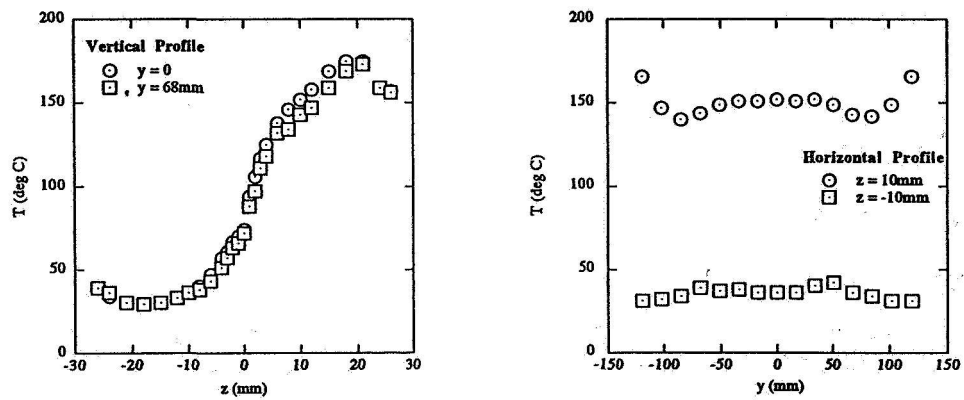 200
150
100
50
0
T (deg C)
Vertical Profile
y = 0
y = 68mm
-30 -20 -10 0 10 20 30
z (mm)
200
150
100
50
0
T (deg C)
Horizontal Profile
z = 10mm
z = -10mm
-150 -100 -50 0 50 100 150
y (mm)